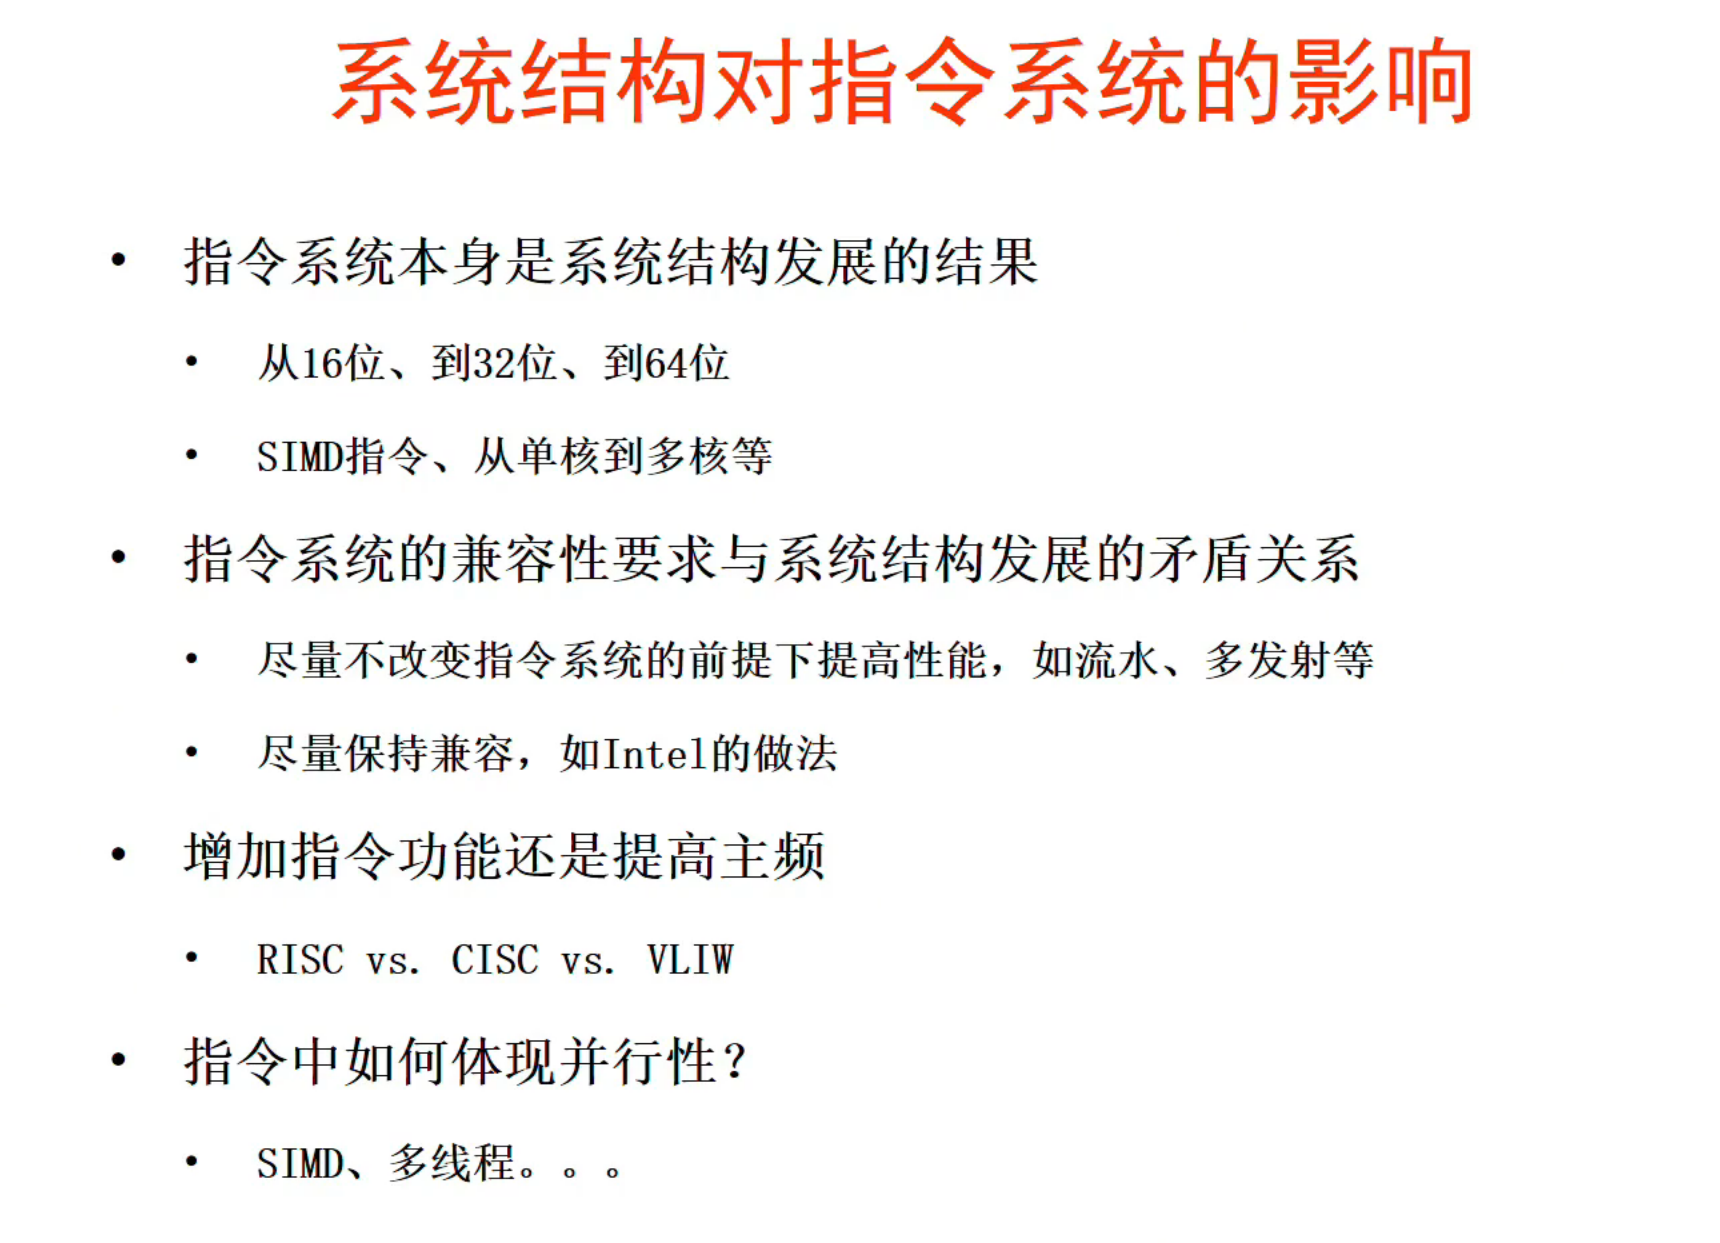 系统结构对指令系统的影响
• 指令系统本身是系统结构发展的结果
• 从16位、到32位、到64位
• SIMD指令、从单核到多核等
• 指令系统的兼容性要求与系统结构发展的矛盾关系
• 尽量不改变指令系统的前提下提高性能，如流水、多发射等
• 尽量保持兼容，如Intel的做法
• 增加指令功能还是提高主频
• RISC vs. CISC vs. VLIW
• 指令中如何体现并行性？
• SIMD、多线程。。。